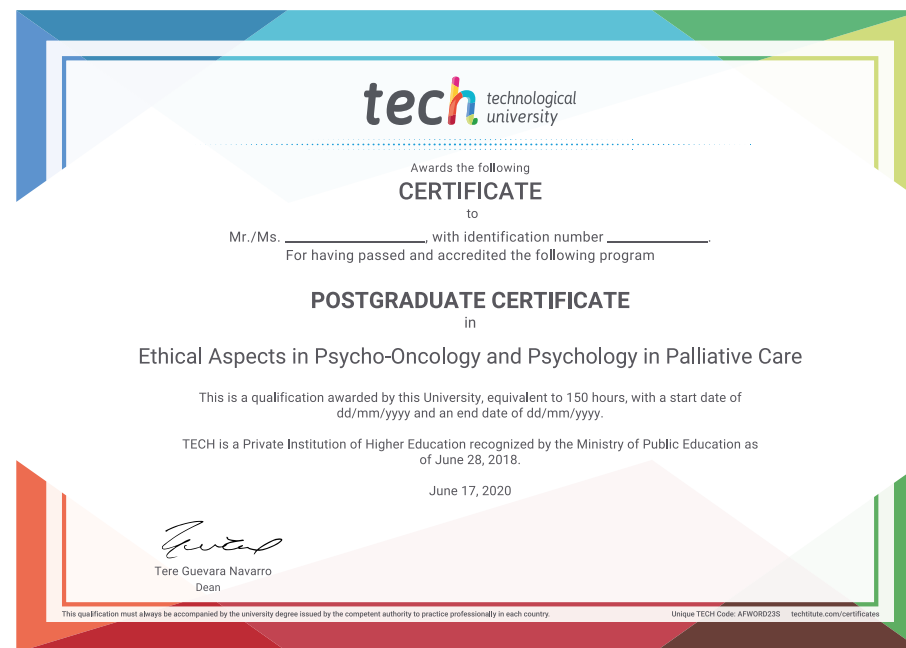 tech technological
university
Awards the following
CERTIFICATE
to
Mr./Ms. ____________, with identification number ____________.
For having passed and accredited the following program
POSTGRADUATE CERTIFICATE
in
Ethical Aspects in Psycho-Oncology and Psychology in Palliative Care
This is a qualification awarded by this University, equivalent to 150 hours, with a start date of
dd/mm/yyyy and an end date of dd/mm/yyyy.
TECH is a Private Institution of Higher Education recognized by the Ministry of Public Education as
of June 28, 2018.
June 17, 2020
Tere Guevara Navarro
Dean
This qualification must always be accompanied by the university degree issued by the competent authority to practice professionally in each country.
Unique TECH Code: AFWORD23S techtitute.com/certificates